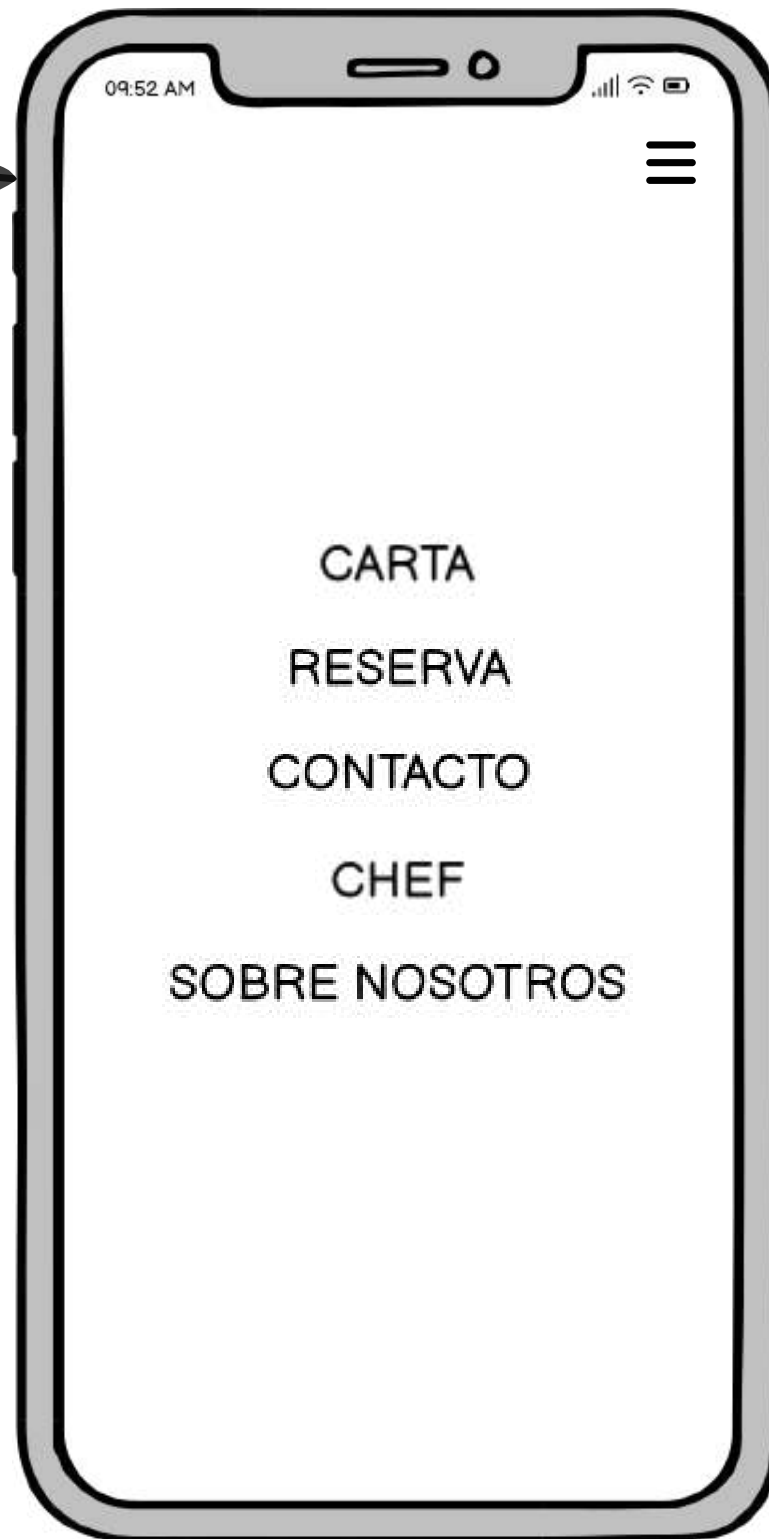 09:52 AM
CARTA
RESERVA
CONTACTO
CHEF
SOBRE NOSOTROS